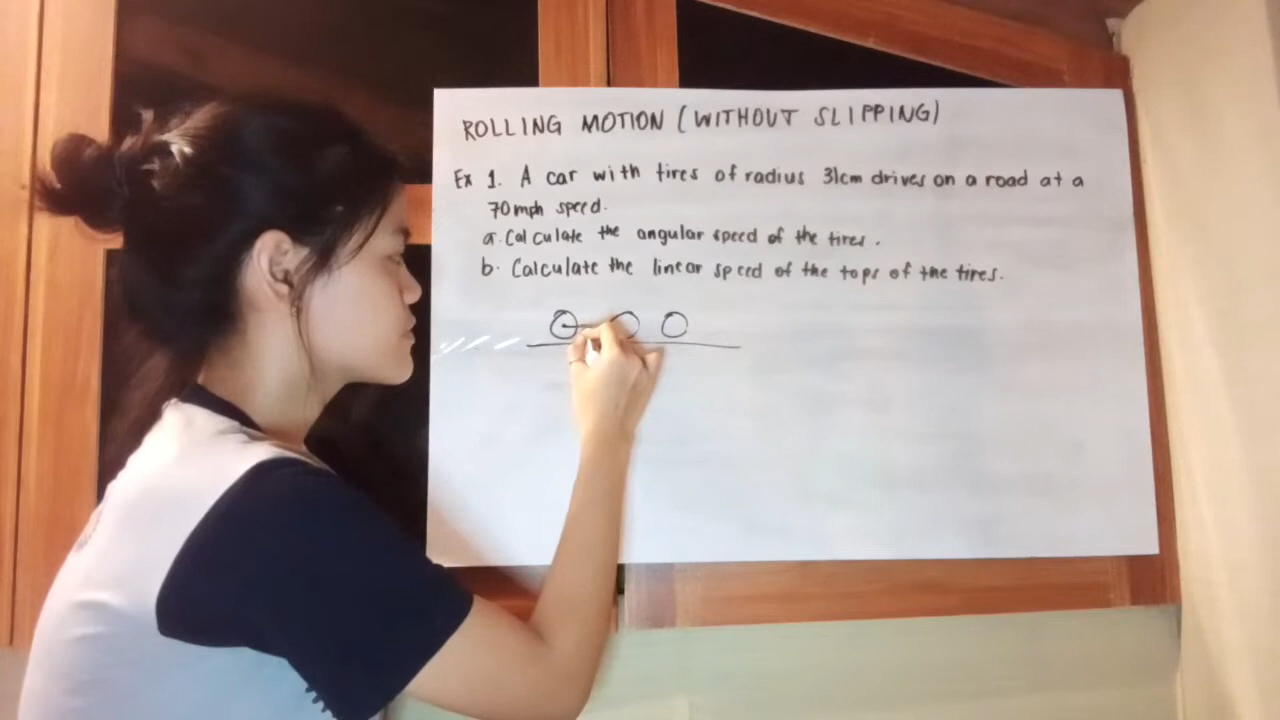 ROLLING MOTION (WITHOUT SLIPPING)
Ex 1. A car with tires of radius 31cm drives on a road at a
70mph speed.
a. Calculate the angular speed of the tires.
b. Calculate the linear speed of the tops of the tires.